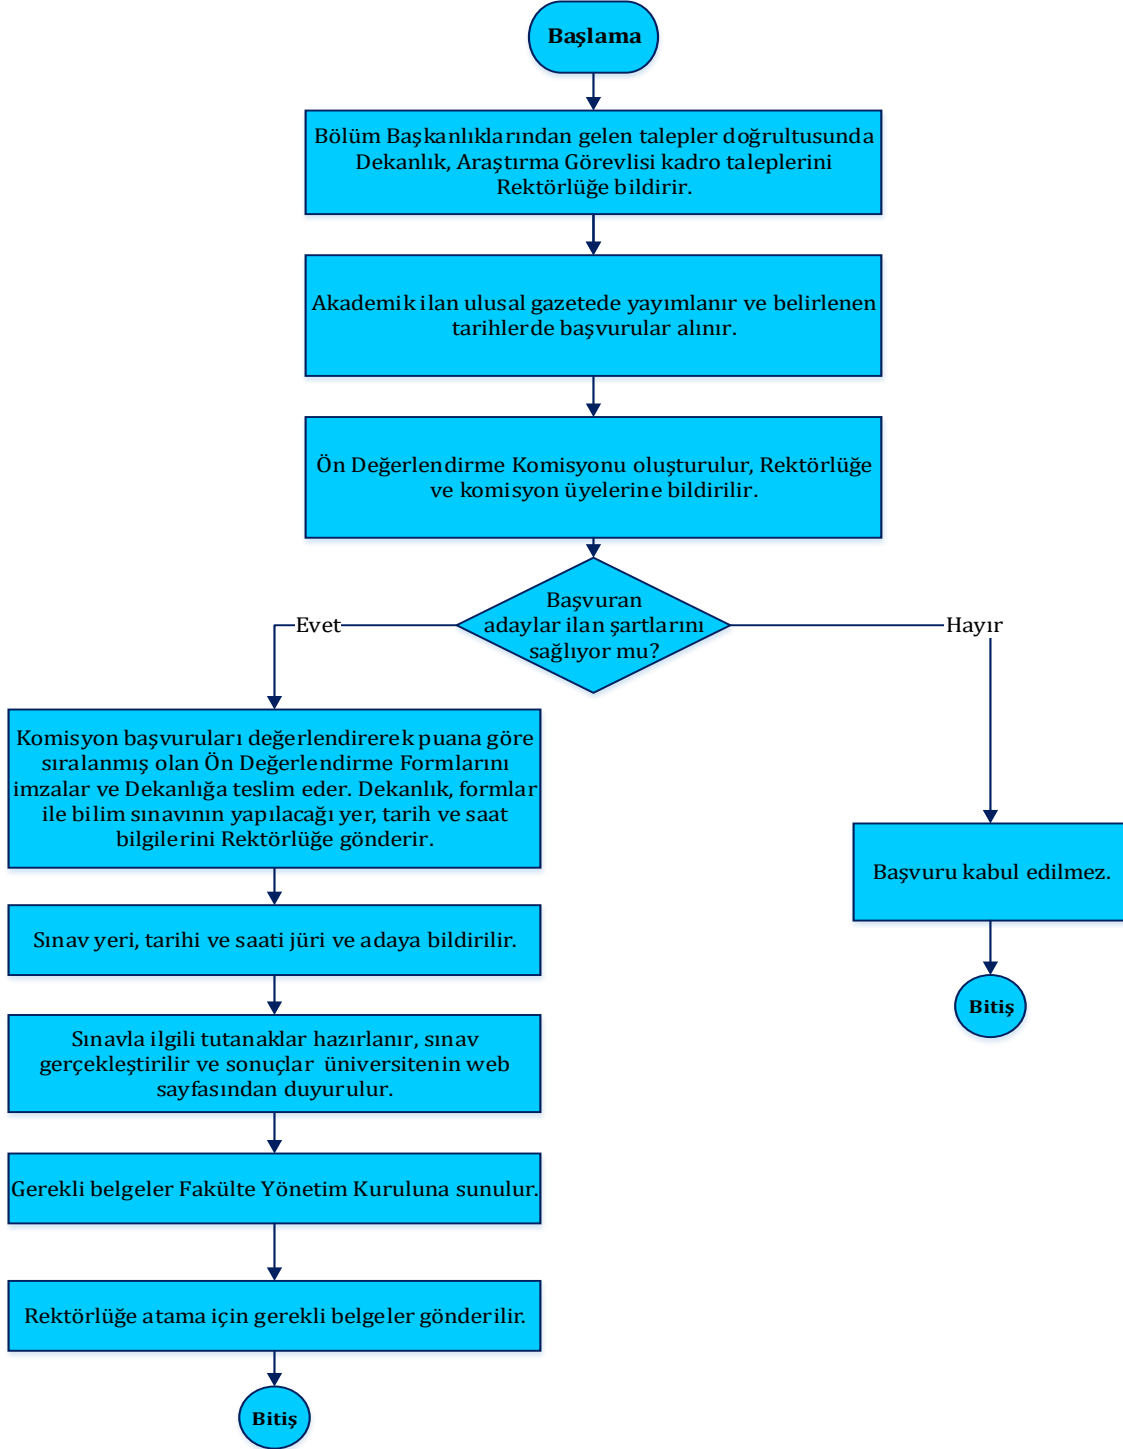 Başlama
Bölüm Başkanlıklarından gelen talepler doğrultusunda
Dekanlık, Araştırma Görevlisi kadro taleplerini
Rektörlüğe bildirir.
Akademik ilan ulusal gazetede yayımlanır ve belirlenen
tarihlerde başvurular alınır.
Ön Değerlendirme Komisyonu oluşturulur, Rektörlüğe
ve komisyon üyelerine bildirilir.
Başvuran
adaylar ilan şartlarını
sağlıyor mu?
Evet
Hayır
Komisyon başvuruları değerlendirerek puana göre
sıralanmış olan Ön Değerlendirme Formlarını
imzalar ve Dekanlığa teslim eder. Dekanlık, formlar
ile bilim sınavının yapılacağı yer, tarih ve saat
bilgilerini Rektörlüğe gönderir.
Başvuru kabul edilmez.
Sınav yeri, tarihi ve saati jüri ve adaya bildirilir.
Bitiş
Sınavla ilgili tutanaklar hazırlanır, sınav
gerçekleştirilir ve sonuçlar üniversitenin web
sayfasından duyurulur.
Gerekli belgeler Fakülte Yönetim Kuruluna sunulur.
Rektörlüğe atama için gerekli belgeler gönderilir.
Bitiş